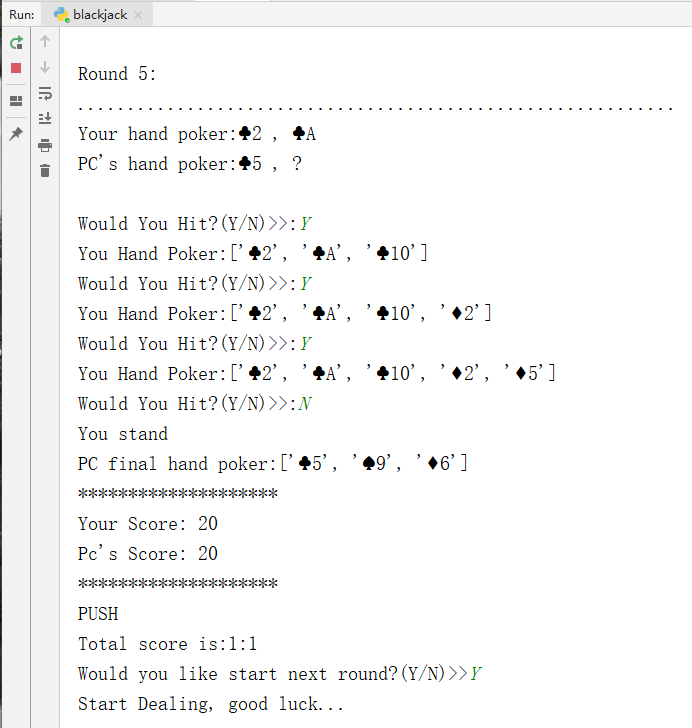 Run: blackjack
Round 5:
............................................................
Your hand poker:♣2 , ♣A
PC's hand poker:♣5 , ?
Would You Hit?(Y/N)>>:Y
You Hand Poker:['♣2', '♣A', '♣10']
Would You Hit?(Y/N)>>:Y
You Hand Poker:['♣2', '♣A', '♣10', '♦2']
Would You Hit?(Y/N)>>:Y
You Hand Poker:['♣2', '♣A', '♣10', '♦2', '♦5']
Would You Hit?(Y/N)>>:N
You stand
PC final hand poker:['♣5', '♠9', '♦6']
********************
Your Score: 20
Pc's Score: 20
********************
PUSH
Total score is:1:1
Would you like start next round?(Y/N)>>Y
Start Dealing, good luck...